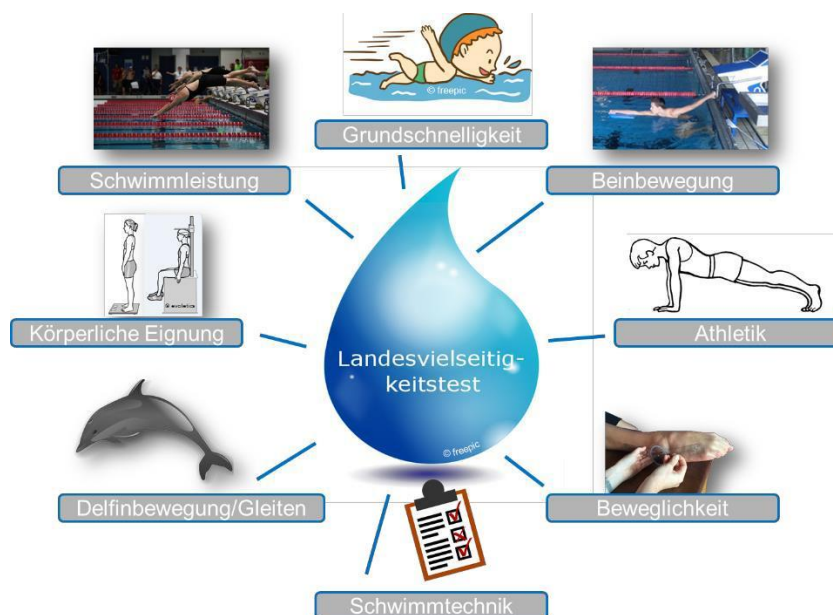 © freepic
Grundschnelligkeit
Schwimmleistung
Beinbewegung
Körperliche Eignung
Athletik
Landesvielseitig-
keitstest
© freepic
Delfinbewegung/Gleiten
Beweglichkeit
Schwimmtechnik